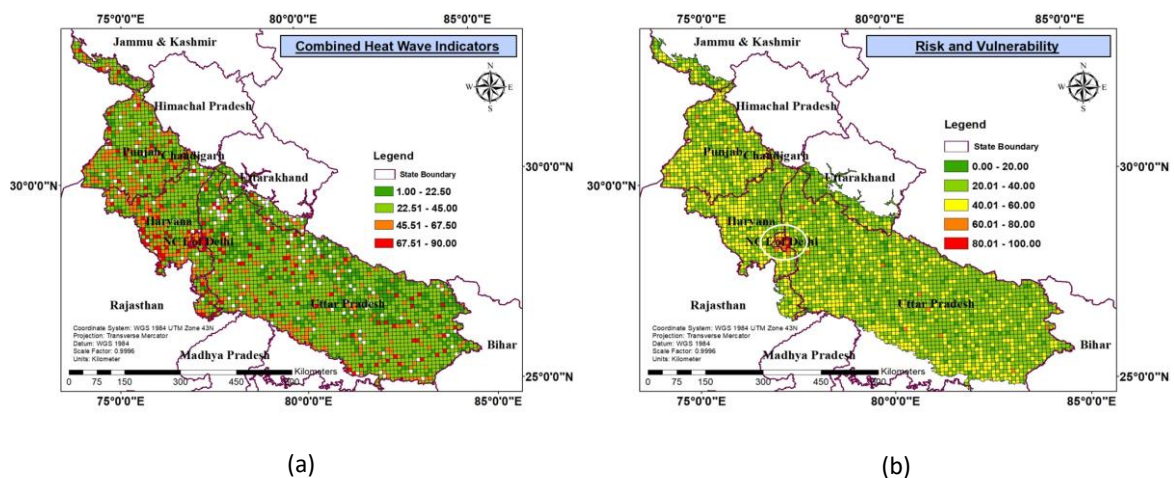 75°0'0"E 80°0'0"E 85°0'0"E
Jammu & Kashmir
Combined Heat Wave Indicators
N
W E
S
Himachal Pradesh
Punjab
Chandigarh
Uttarakhand
Haryana
NCT of Delhi
Uttar Pradesh
Rajasthan
Bihar
Madhya Pradesh
Legend
State Boundary
1.00 - 22.50
22.51 - 45.00
45.51 - 67.50
67.51 - 90.00
30°0'0"N
30°0'0"N
25°0'0"N
Coordinate System: WGS 1984 UTM Zone 43N
Projection: Transverse Mercator
Datum: WGS 1984
Scale Factor: 0.9996
Units: Kilometer
Kilometers
0 75 150 300 450 600
75°0'0"E 80°0'0"E 85°0'0"E
(a)
75°0'0"E 80°0'0"E 85°0'0"E
Jammu & Kashmir
Risk and Vulnerability
N
W E
S
Himachal Pradesh
Punjab
Chandigarh
Uttarakhand
Haryana
NCT of Delhi
Uttar Pradesh
Rajasthan
Bihar
Madhya Pradesh
Legend
State Boundary
0.00 - 20.00
20.01 - 40.00
40.01 - 60.00
60.01 - 80.00
80.01 - 100.00
30°0'0"N
30°0'0"N
25°0'0"N
Coordinate System: WGS 1984 UTM Zone 43N
Projection: Transverse Mercator
Datum: WGS 1984
Scale Factor: 0.9996
Units: Kilometer
Kilometers
0 75 150 300 450 600
75°0'0"E 80°0'0"E 85°0'0"E
(b)